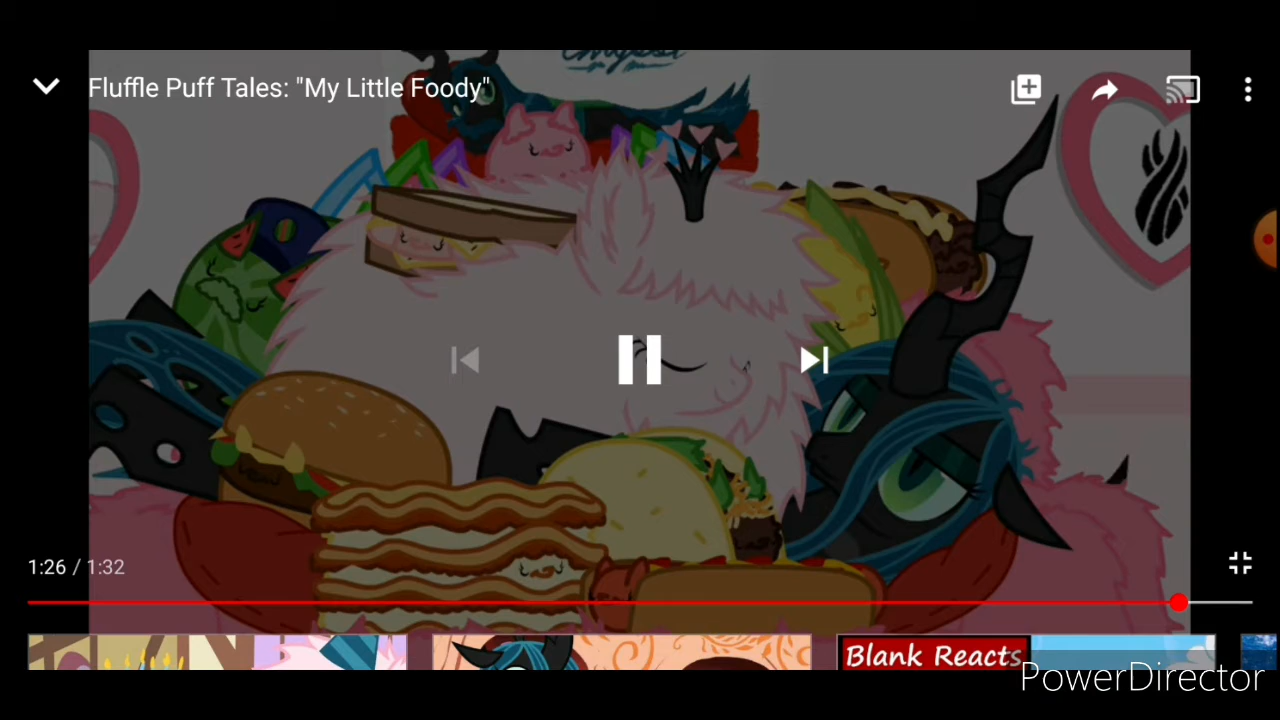 Fluffle Puff Tales: "My Little Foody"
1:26 / 1:32
Blank Reacts
PowerDirector